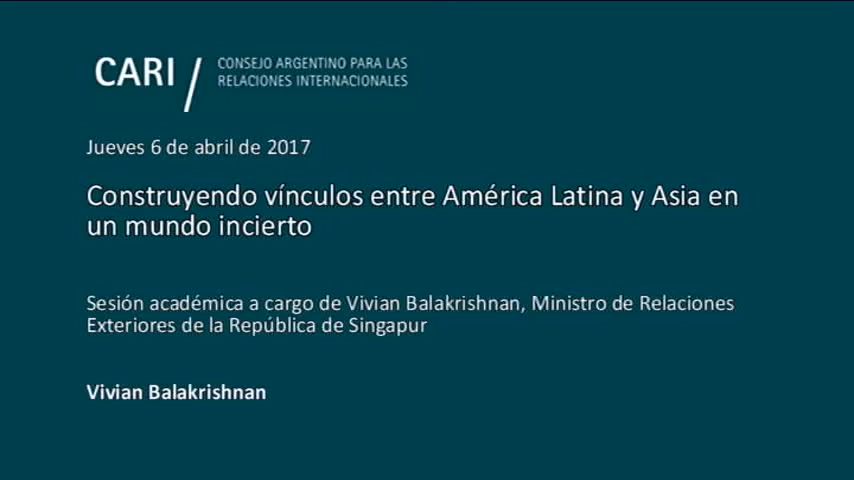 CARI / CONSEJO ARGENTINO PARA LAS
RELACIONES INTERNACIONALES
Jueves 6 de abril de 2017
Construyendo vínculos entre América Latina y Asia en
un mundo incierto
Sesión académica a cargo de Vivian Balakrishnan, Ministro de Relaciones
Exteriores de la República de Singapur
Vivian Balakrishnan